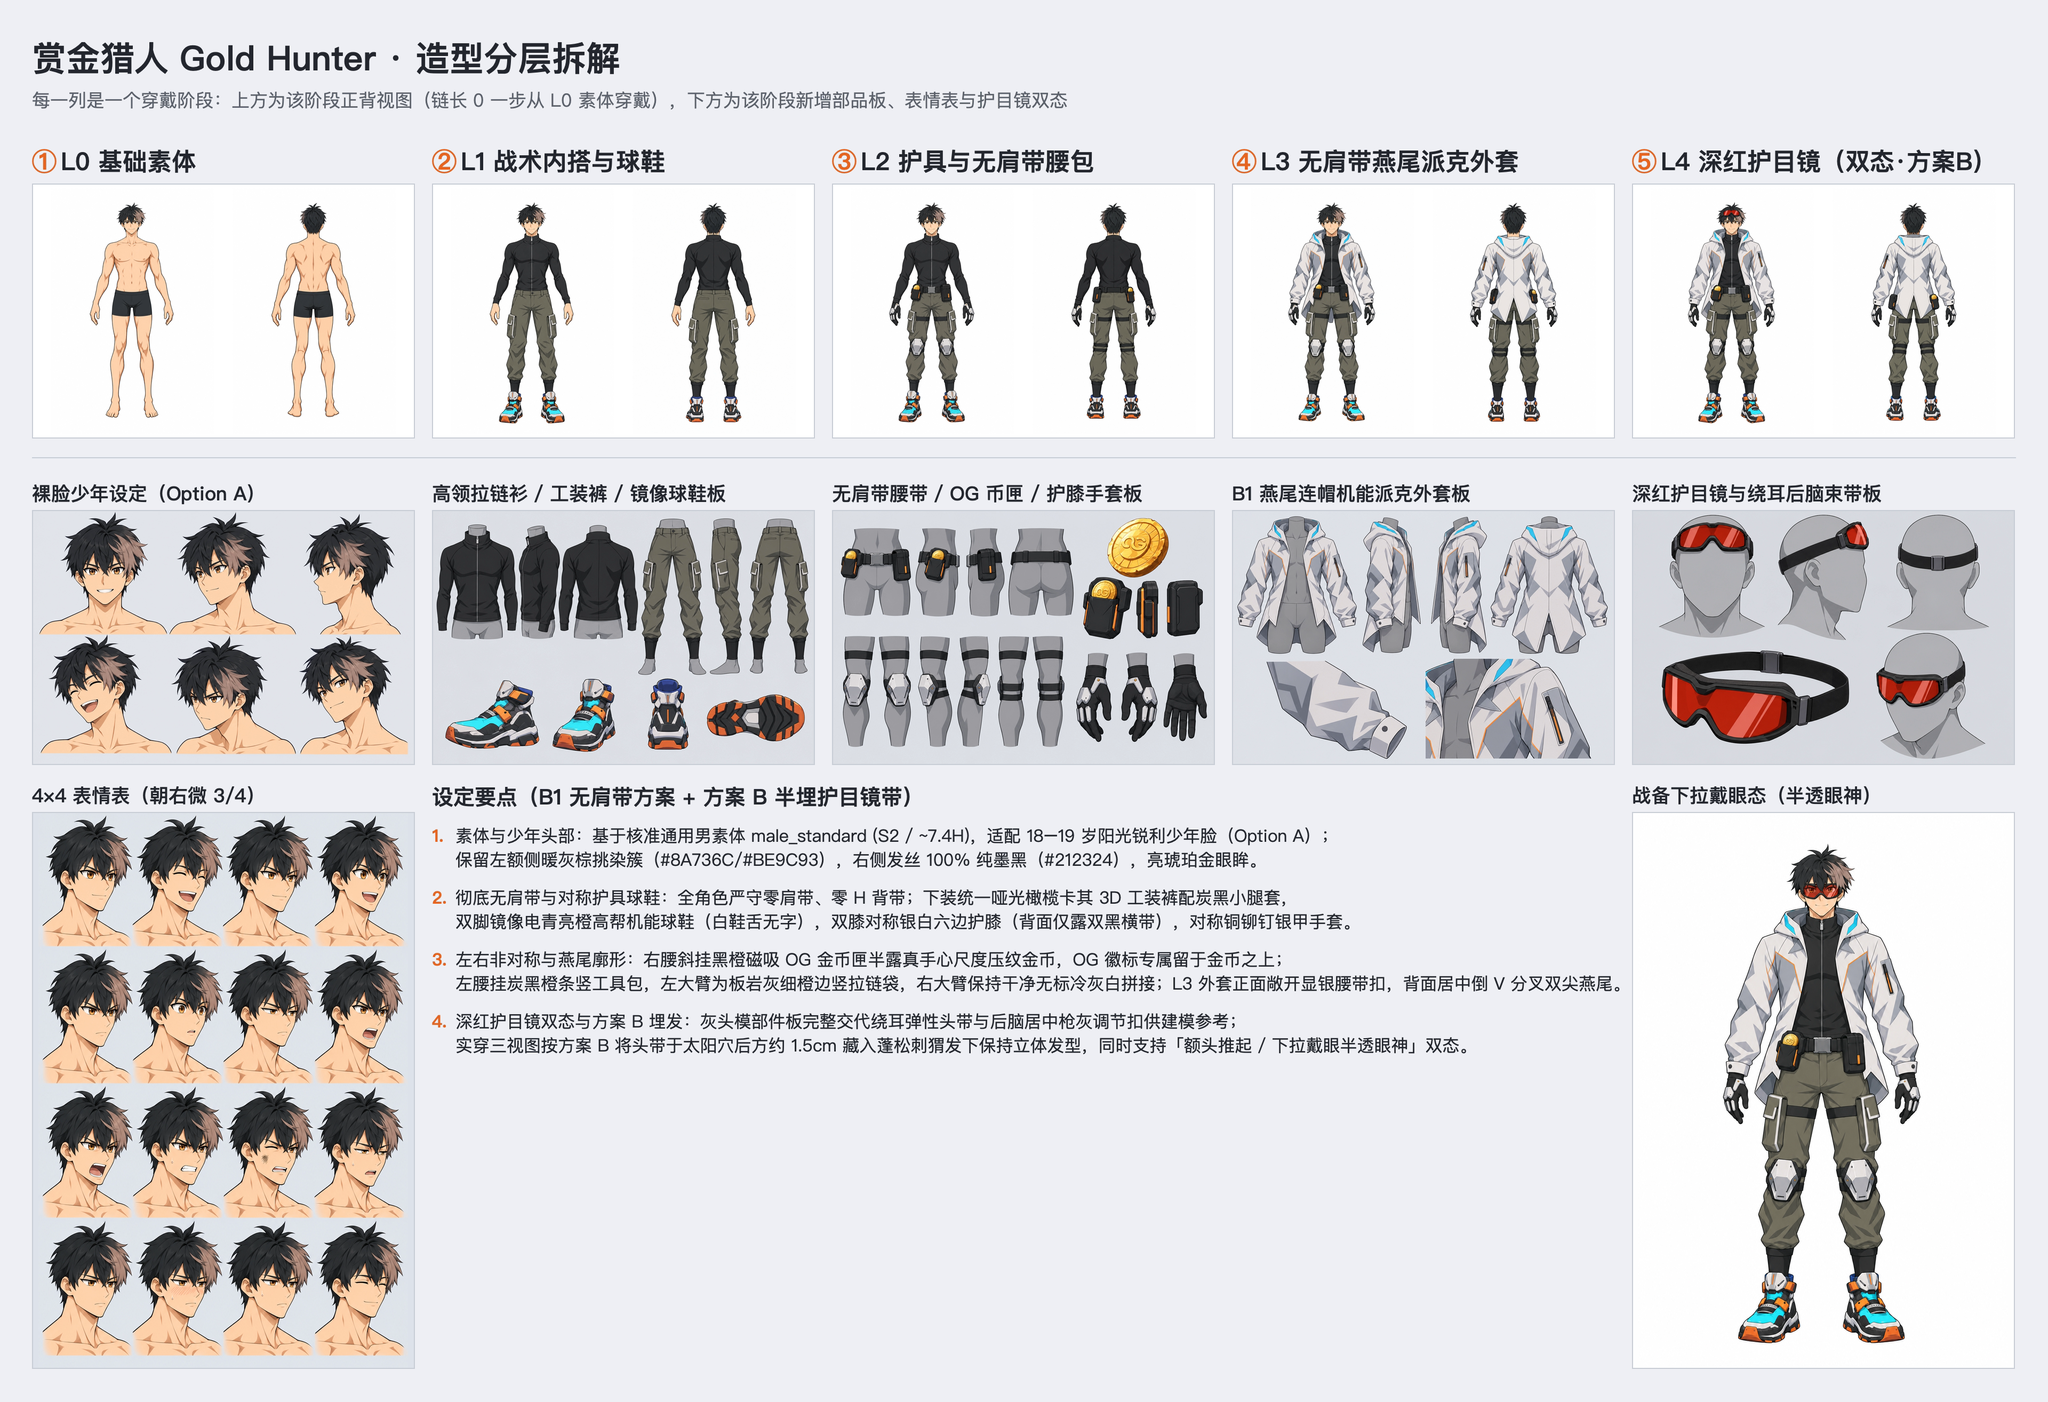 赏金猎人 Gold Hunter · 造型分层拆解
每一列是一个穿戴阶段：上方为该阶段正背视图（链长 0 一步从 L0 素体穿戴），下方为该阶段新增部品板、表情表与护目镜双态
① L0 基础素体
② L1 战术内搭与球鞋
③ L2 护具与无肩带腰包
④ L3 无肩带燕尾派克外套
⑤ L4 深红护目镜（双态·方案B）
裸脸少年设定（Option A）
高领拉链衫 / 工装裤 / 镜像球鞋板
无肩带腰带 / OG 币匣 / 护膝手套板
B1 燕尾连帽机能派克外套板
深红护目镜与绕耳后脑束带板
OG
4×4 表情表（朝右微 3/4）
设定要点（B1 无肩带方案 + 方案 B 半埋护目镜带）
1. 素体与少年头部：基于核准通用男素体 male_standard (S2 / ~7.4H)，适配 18—19 岁阳光锐利少年脸（Option A）；
保留左额侧暖灰棕挑染簇（#8A736C/#BE9C93），右侧发丝 100% 纯墨黑（#212324），亮琥珀金眼眸。
2. 彻底无肩带与对称护具球鞋：全角色严守零肩带、零 H 背带；下装统一哑光橄榄卡其 3D 工装裤配炭黑小腿套，
双脚镜像电青亮橙高帮机能球鞋（白鞋舌无字），双膝对称银白六边护膝（背面仅露双黑横带），对称铜铆钉银甲手套。
3. 左右非对称与燕尾廓形：右腰斜挂黑橙磁吸 OG 金币匣半露真手心尺度压纹金币，OG 徽标专属留于金币之上；
左腰挂炭黑橙条竖工具包，左大臂为板岩灰细橙边竖拉链袋，右大臂保持干净无标冷灰白拼接；L3 外套正面敞开显银腰带扣，背面居中倒 V 分叉双尖燕尾。
4. 深红护目镜双态与方案 B 埋发：灰头模部件板完整交代绕耳弹性头带与后脑居中枪灰调节扣供建模参考；
实穿三视图按方案 B 将头带于太阳穴后方约 1.5cm 藏入蓬松刺猬发下保持立体发型，同时支持「额头推起 / 下拉戴眼半透眼神」双态。
战备下拉戴眼态（半透眼神）